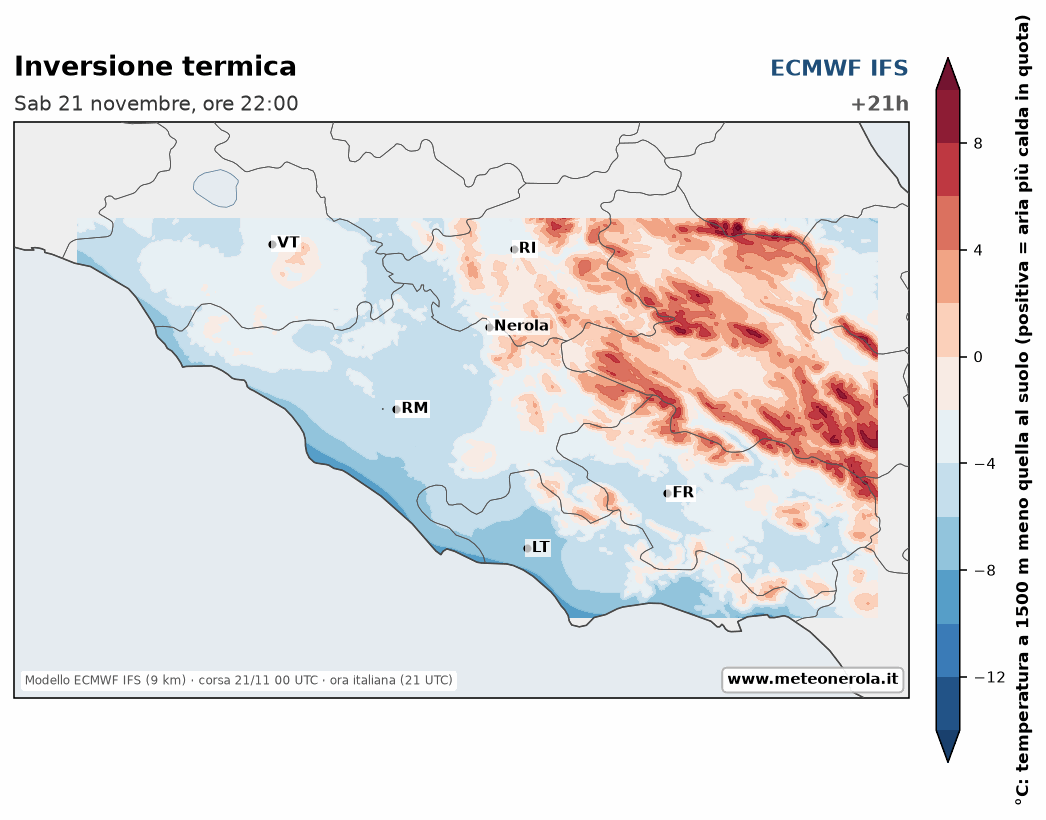 Inversione termica
ECMWF IFS
Sab 21 novembre, ore 22:00
+21h
VT
RI
Nerola
RM
FR
LT
8
4
0
−4
−8
−12
°C: temperatura a 1500 m meno quella al suolo (positiva = aria più calda in quota)
Modello ECMWF IFS (9 km) · corsa 21/11 00 UTC · ora italiana (21 UTC)
www.meteonerola.it